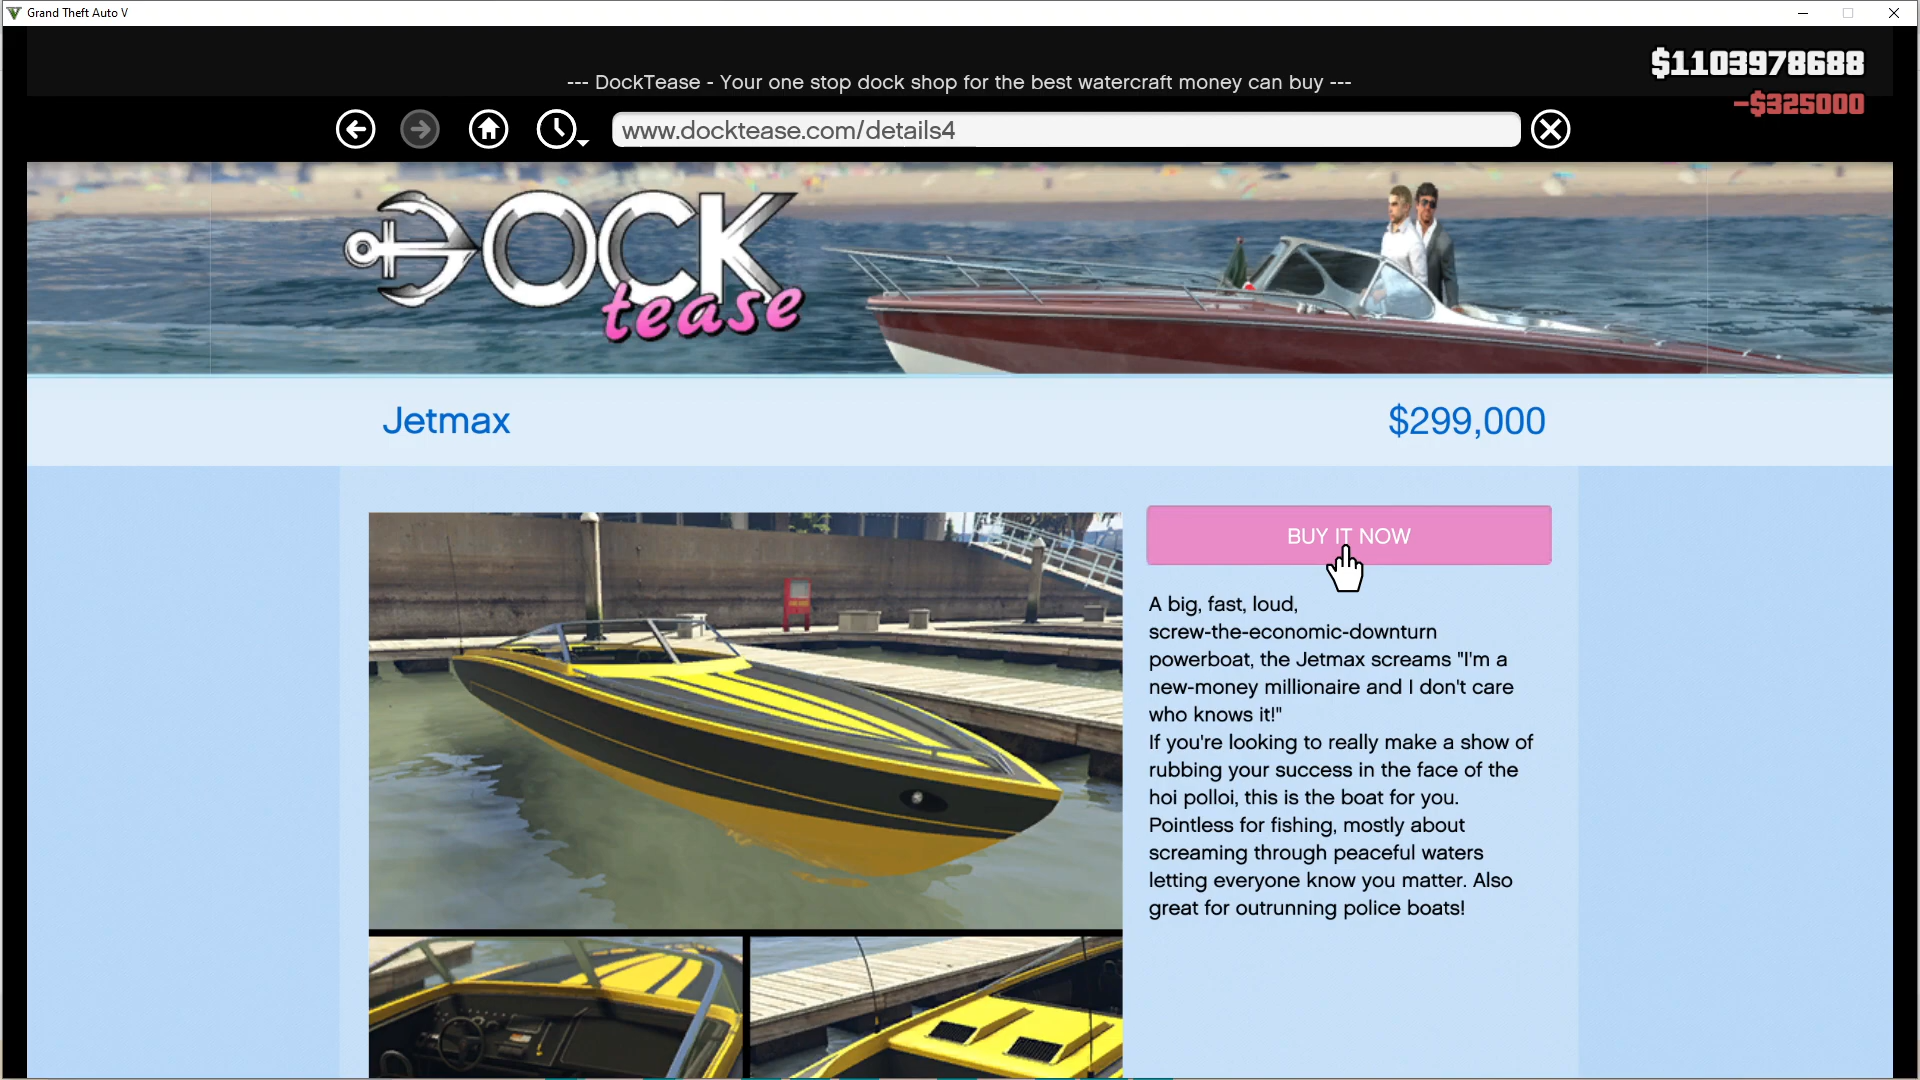 Grand Theft Auto V
--- DockTease - Your one stop dock shop for the best watercraft money can buy ---
$1103978688
-$325000
www.docktease.com/details4
DOCK
tease
Jetmax
$299,000
BUY IT NOW
A big, fast, loud,
screw-the-economic-downturn
powerboat, the Jetmax screams "I'm a
new-money millionaire and I don't care
who knows it!"
If you're looking to really make a show of
rubbing your success in the face of the
hoi polloi, this is the boat for you.
Pointless for fishing, mostly about
screaming through peaceful waters
letting everyone know you matter. Also
great for outrunning police boats!